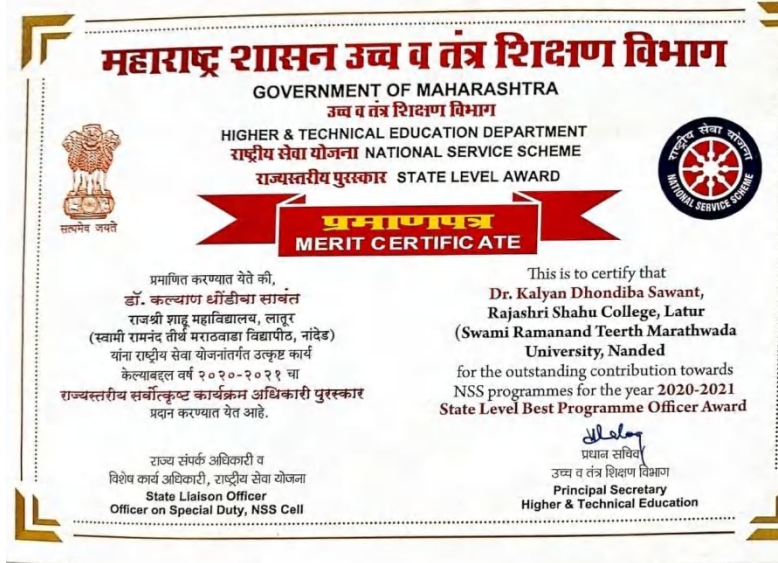 महाराष्ट्र शासन उच्च व तंत्र शिक्षण विभाग
GOVERNMENT OF MAHARASHTRA
उच्च व तंत्र शिक्षण विभाग
HIGHER & TECHNICAL EDUCATION DEPARTMENT
राष्ट्रीय सेवा योजना NATIONAL SERVICE SCHEME
राज्यस्तरीय पुरस्कार STATE LEVEL AWARD
सत्यमेव जयते
राष्ट्रीय सेवा योजना
NATIONAL SERVICE SCHEME
प्रमाणपत्र
MERIT CERTIFICATE
प्रमाणित करण्यात येते की,
डॉ. कल्याण धोंडीबा सावंत
राजश्री शाहू महाविद्यालय, लातूर
(स्वामी रामनंद तीर्थ मराठवाडा विद्यापीठ, नांदेड)
यांना राष्ट्रीय सेवा योजनांतर्गत उत्कृष्ट कार्य
केल्याबद्दल वर्ष २०२०-२०२१ चा
राज्यस्तरीय सर्वोत्कृष्ट कार्यक्रम अधिकारी पुरस्कार
प्रदान करण्यात येत आहे.
राज्य संपर्क अधिकारी व
विशेष कार्य अधिकारी, राष्ट्रीय सेवा योजना
State Liaison Officer
Officer on Special Duty, NSS Cell
This is to certify that
Dr. Kalyan Dhondiba Sawant,
Rajashri Shahu College, Latur
(Swami Ramanand Teerth Marathwada
University, Nanded
for the outstanding contribution towards
NSS programmes for the year 2020-2021
State Level Best Programme Officer Award
प्रधान सचिव
उच्च व तंत्र शिक्षण विभाग
Principal Secretary
Higher & Technical Education